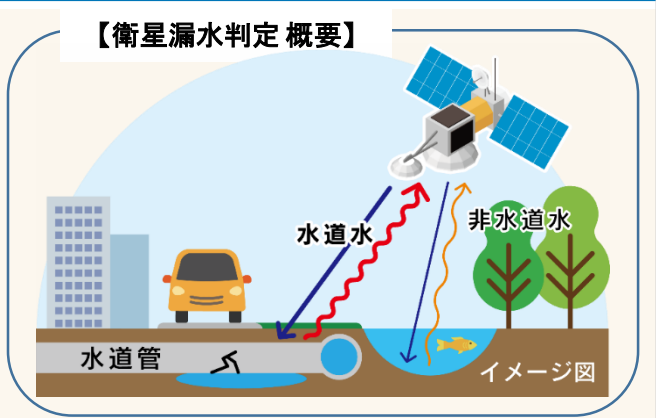 【衛星漏水判定 概要】
水道水
非水道水
水道管
イメージ図